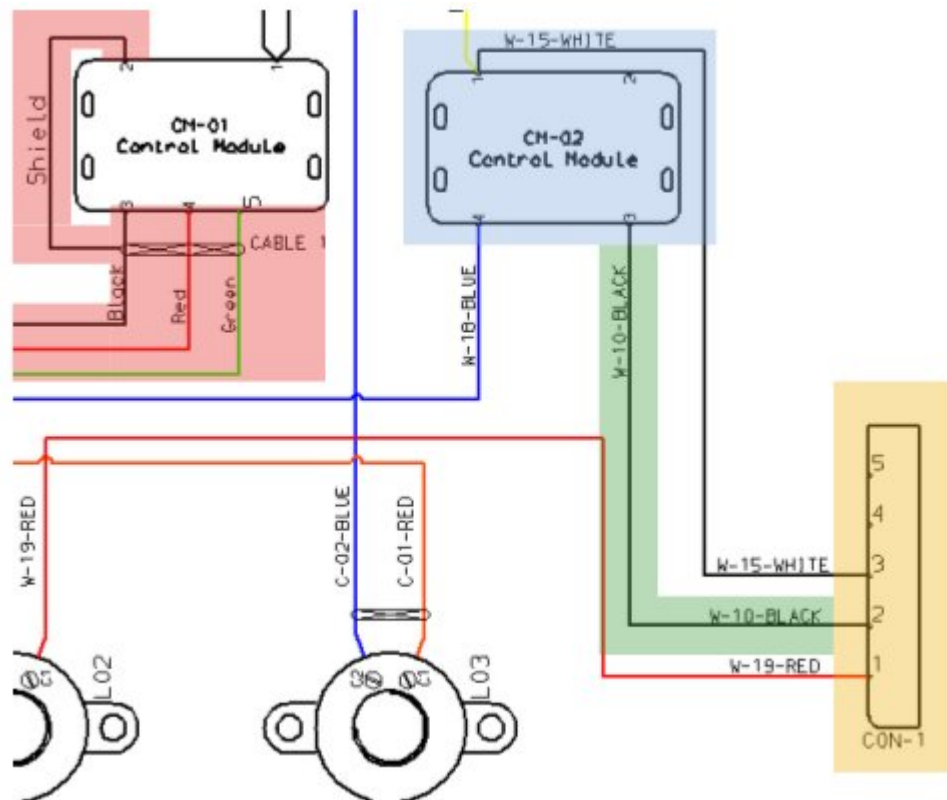 W-15-WHITE
2
1
1
2
CM-01
Control Module
CM-02
Control Module
Shield
3
4
5
4
3
CABLE 1
Black
Red
Green
W-18-BLUE
W-10-BLACK
5
4
3
2
1
W-19-RED
C-02-BLUE
C-01-RED
W-15-WHITE
W-10-BLACK
W-19-RED
CON-1
L02
L03